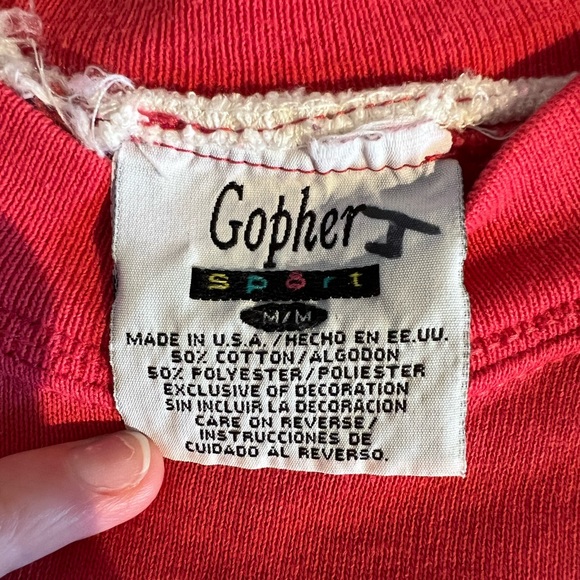 Gopher
sport
M/M
MADE IN U.S.A./HECHO EN EE.UU.
50% COTTON/ALGODON
50% POLYESTER/POLIESTER
EXCLUSIVE OF DECORATION
SIN INCLUIR LA DECORACION
CARE ON REVERSE/
INSTRUCCIONES DE
CUIDADO AL REVERSO.